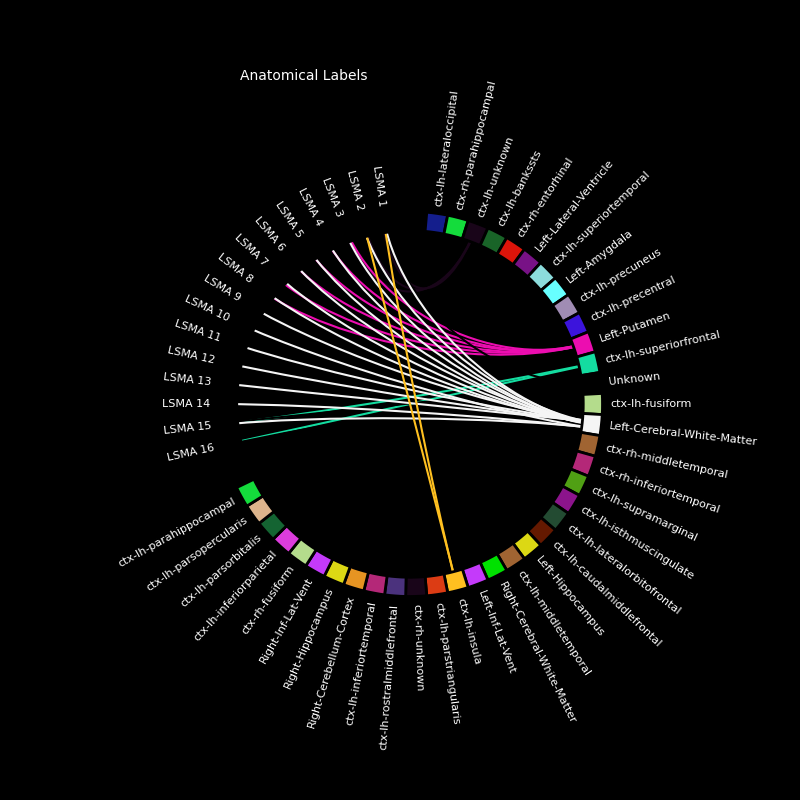 Anatomical Labels
LSMA 1
LSMA 2
LSMA 3
LSMA 4
LSMA 5
LSMA 6
LSMA 7
LSMA 8
LSMA 9
LSMA 10
LSMA 11
LSMA 12
LSMA 13
LSMA 14
LSMA 15
LSMA 16
ctx-lh-parahippocampal
ctx-lh-parsopercularis
ctx-lh-parsorbitalis
ctx-lh-inferiorparietal
ctx-rh-fusiform
Right-Inf-Lat-Vent
Right-Hippocampus
Right-Cerebellum-Cortex
ctx-lh-inferiortemporal
ctx-lh-rostralmiddlefrontal
ctx-rh-unknown
ctx-lh-parstriangularis
ctx-lh-insula
Left-Inf-Lat-Vent
Right-Cerebral-White-Matter
ctx-lh-middletemporal
Left-Hippocampus
ctx-lh-caudalmiddlefrontal
ctx-lh-lateralorbitofrontal
ctx-lh-isthmuscingulate
ctx-lh-supramarginal
ctx-rh-inferiortemporal
ctx-rh-middletemporal
Left-Cerebral-White-Matter
ctx-lh-fusiform
Unknown
ctx-lh-superiorfrontal
Left-Putamen
ctx-lh-precentral
ctx-lh-precuneus
Left-Amygdala
ctx-lh-superiortemporal
Left-Lateral-Ventricle
ctx-rh-entorhinal
ctx-lh-bankssts
ctx-lh-unknown
ctx-rh-parahippocampal
ctx-lh-lateraloccipital